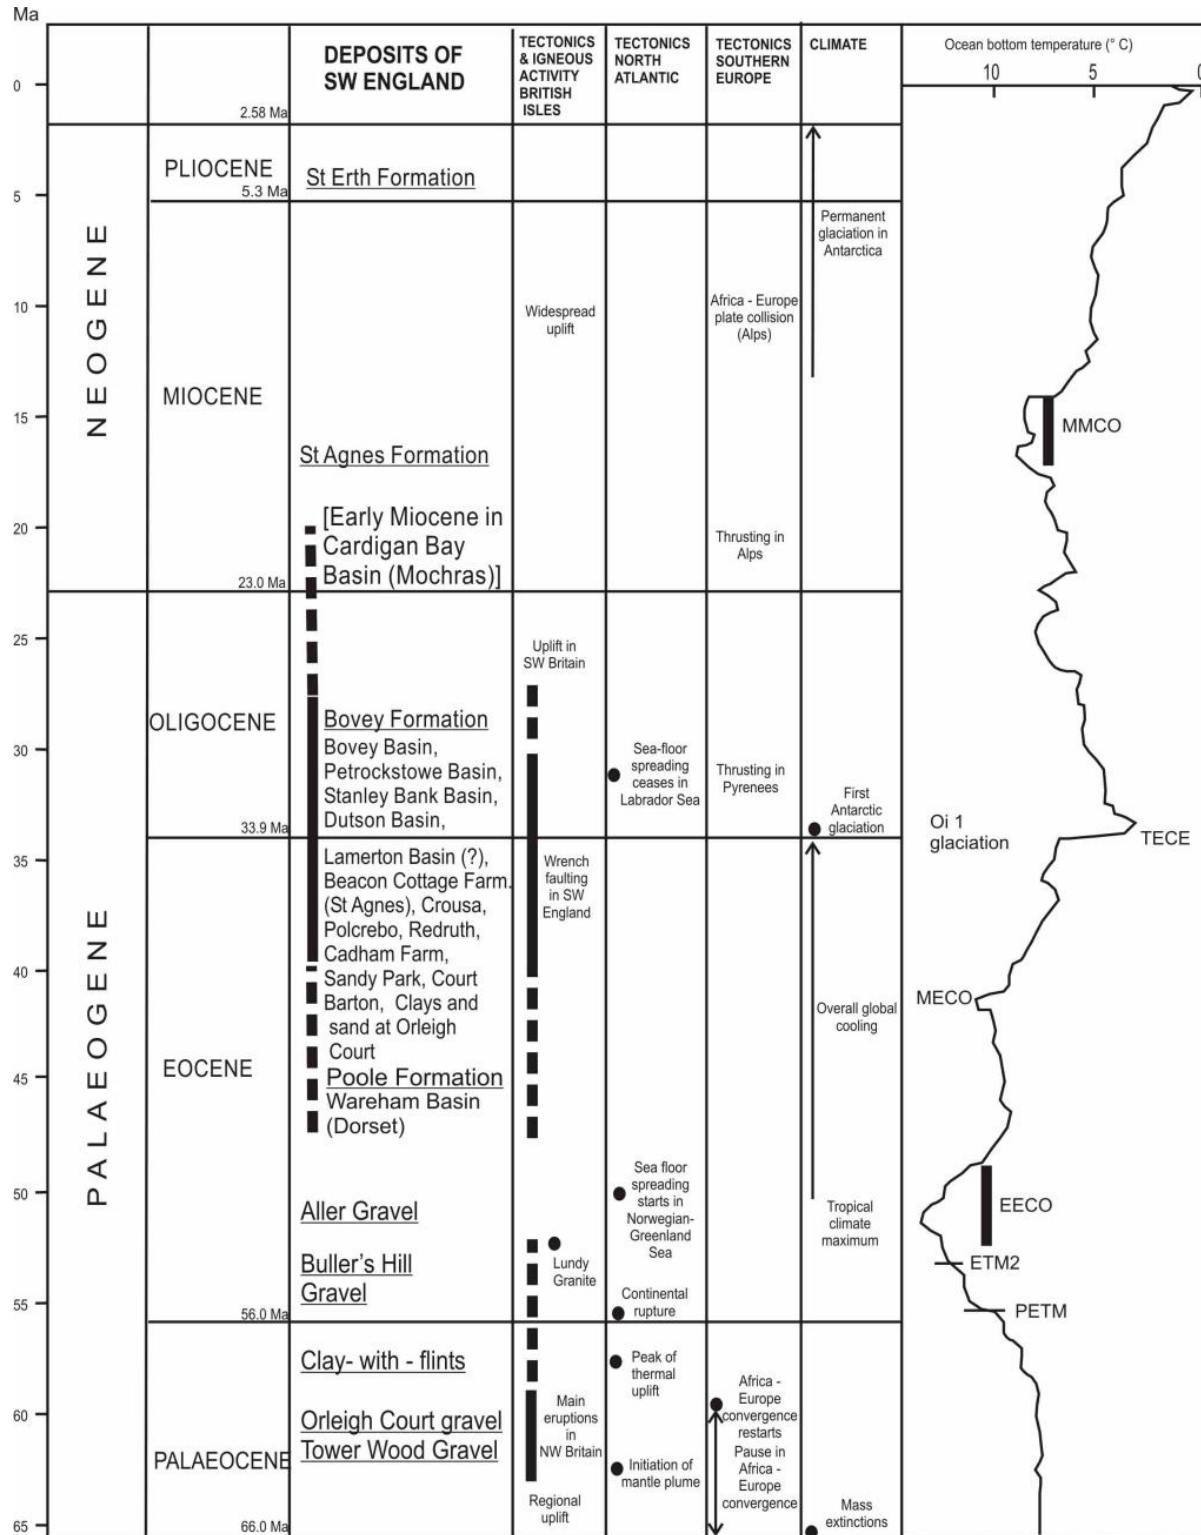 Ma
DEPOSITS OF
SW ENGLAND
TECTONICS
& IGNEOUS
ACTIVITY
BRITISH
ISLES
TECTONICS
NORTH
ATLANTIC
TECTONICS
SOUTHERN
EUROPE
CLIMATE
Ocean bottom temperature (° C)
10
5
0
0
5
10
15
20
25
30
35
40
45
50
55
60
65
NEOGENE
PALAEOGENE
2.58 Ma
PLIOCENE
5.3 Ma
MIOCENE
23.0 Ma
OLIGOCENE
33.9 Ma
EOCENE
56.0 Ma
PALAEOCENE
66.0 Ma
St Erth Formation
St Agnes Formation
[Early Miocene in
Cardigan Bay
Basin (Mochras)]
Bovey Formation
Bovey Basin,
Petrockstowe Basin,
Stanley Bank Basin,
Dutson Basin,
Lamerton Basin (?),
Beacon Cottage Farm.
(St Agnes), Crousa,
Polcrebo, Redruth,
Cadham Farm,
Sandy Park, Court
Barton, Clays and
sand at Orleigh
Court
Poole Formation
Wareham Basin
(Dorset)
Aller Gravel
Buller's Hill
Gravel
Clay- with - flints
Orleigh Court gravel
Tower Wood Gravel
Widespread
uplift
Uplift in
SW Britain
Wrench
faulting
in SW
England
Lundy
Granite
Main
eruptions
in
NW Britain
Regional
uplift
Sea-floor
spreading
ceases in
Labrador Sea
Sea floor
spreading
starts in
Norwegian-
Greenland
Sea
Continental
rupture
Peak of
thermal
uplift
Initiation of
mantle plume
Africa - Europe
plate collision
(Alps)
Thrusting in
Alps
Thrusting in
Pyrenees
Africa -
Europe
convergence
restarts
Pause in
Africa -
Europe
convergence
Permanent
glaciation in
Antarctica
First
Antarctic
glaciation
Overall global
cooling
Tropical
climate
maximum
Mass
extinctions
MMCO
Oi 1
glaciation
TECE
MECO
EECO
ETM2
PETM